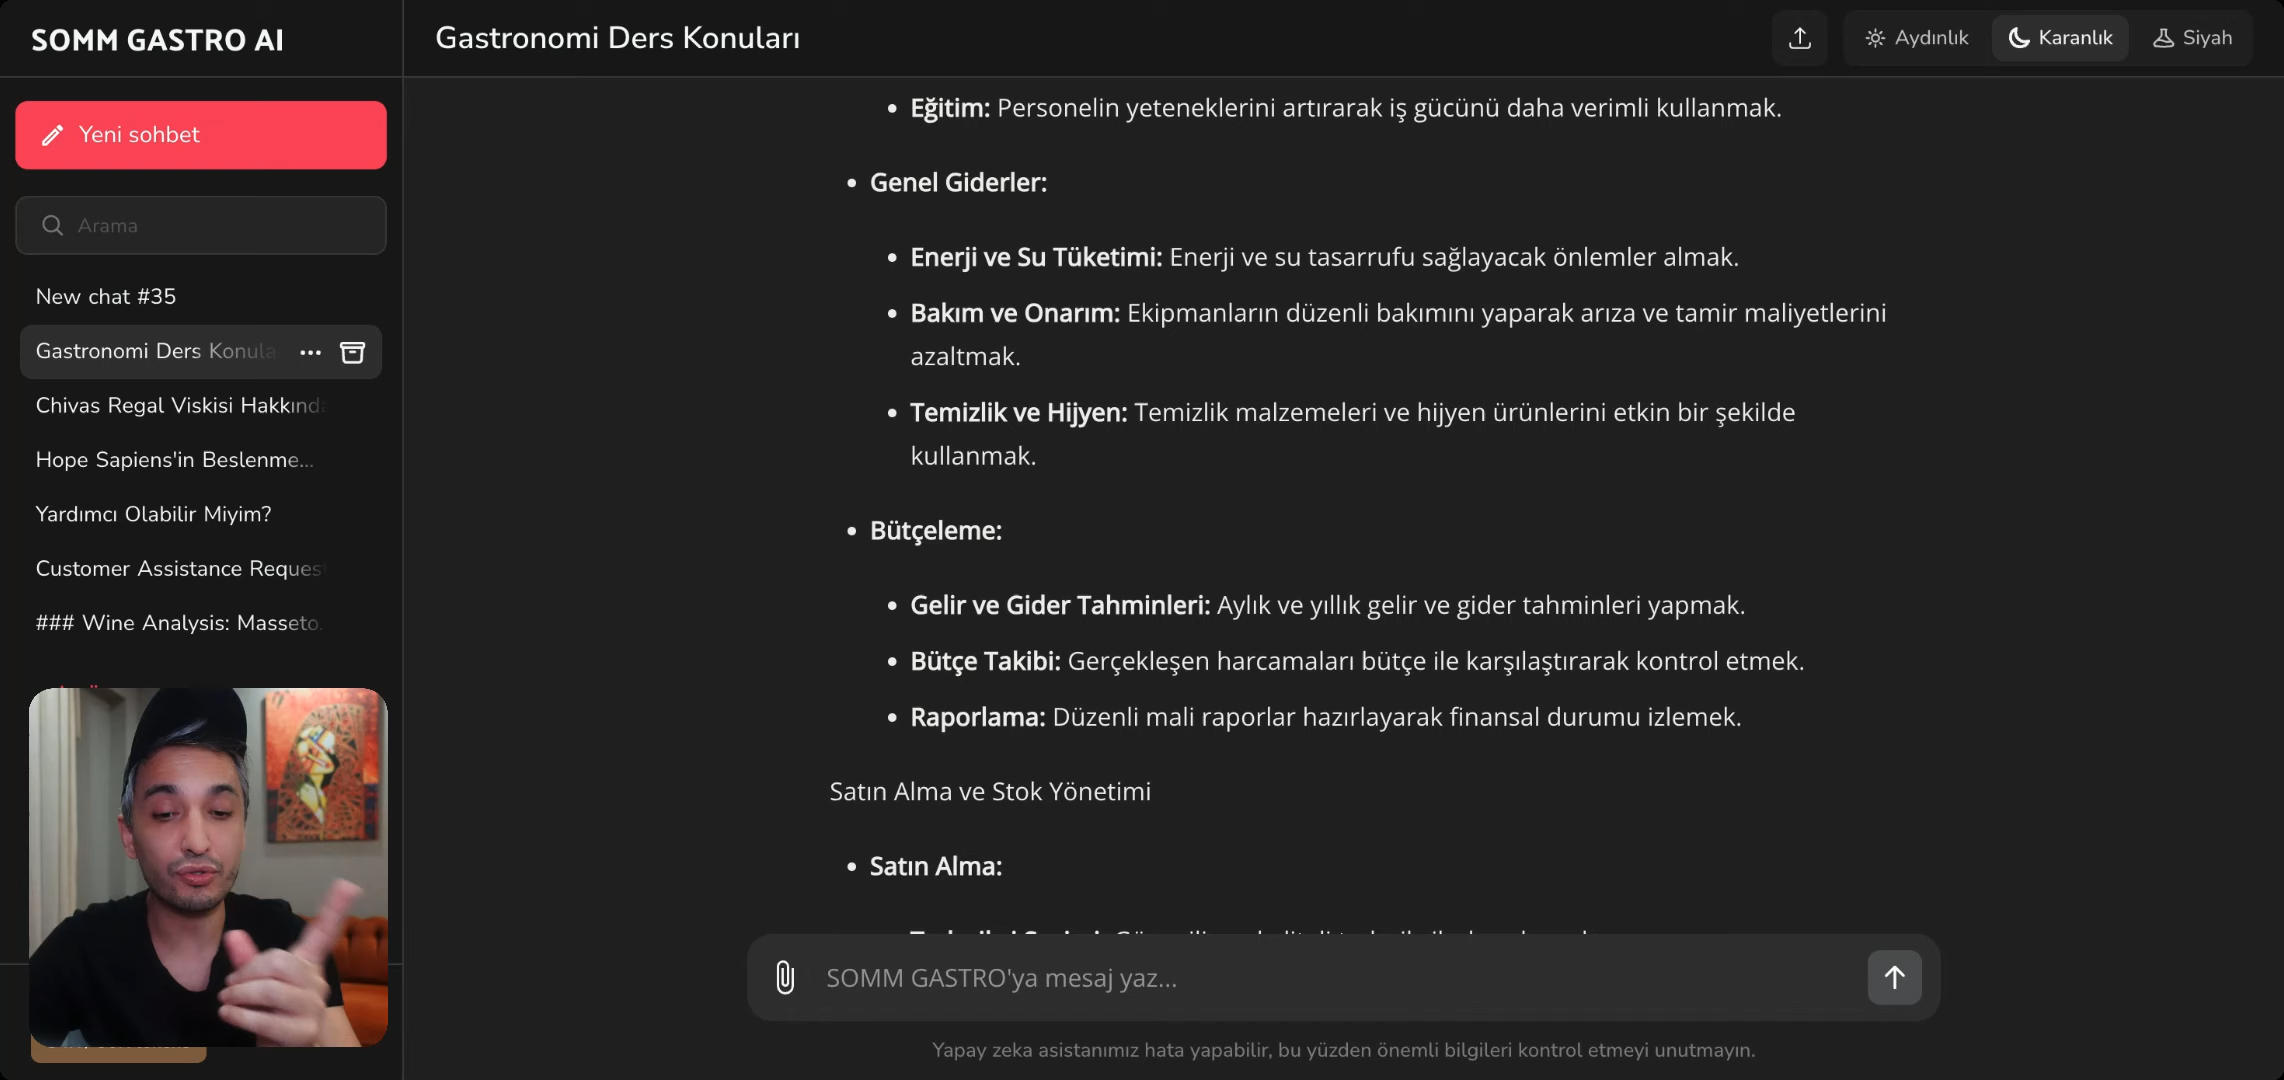 SOMM GASTRO AI
Yeni sohbet
Arama
New chat #35
Gastronomi Ders Konula
Chivas Regal Viskisi Hakkında
Hope Sapiens'in Beslenme...
Yardımcı Olabilir Miyim?
Customer Assistance Request
### Wine Analysis: Masseto.
Gastronomi Ders Konuları
Aydınlık
Karanlık
Siyah
• Eğitim: Personelin yeteneklerini artırarak iş gücünü daha verimli kullanmak.
• Genel Giderler:
• Enerji ve Su Tüketimi: Enerji ve su tasarrufu sağlayacak önlemler almak.
• Bakım ve Onarım: Ekipmanların düzenli bakımını yaparak arıza ve tamir maliyetlerini
azaltmak.
• Temizlik ve Hijyen: Temizlik malzemeleri ve hijyen ürünlerini etkin bir şekilde
kullanmak.
• Bütçeleme:
• Gelir ve Gider Tahminleri: Aylık ve yıllık gelir ve gider tahminleri yapmak.
• Bütçe Takibi: Gerçekleşen harcamaları bütçe ile karşılaştırarak kontrol etmek.
• Raporlama: Düzenli mali raporlar hazırlayarak finansal durumu izlemek.
Satın Alma ve Stok Yönetimi
• Satın Alma:
SOMM GASTRO'ya mesaj yaz...
Yapay zeka asistanımız hata yapabilir, bu yüzden önemli bilgileri kontrol etmeyi unutmayın.